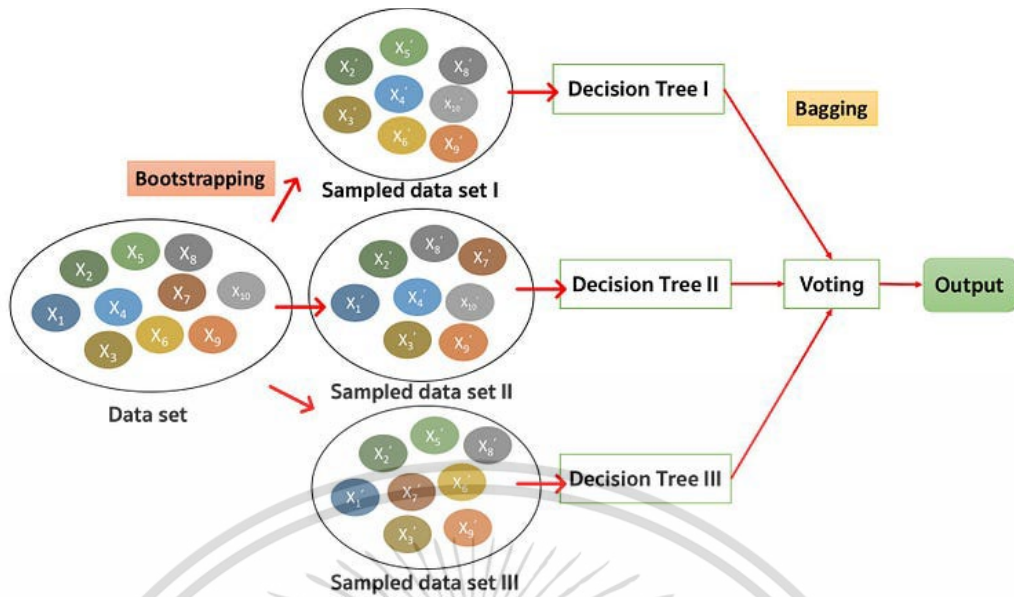 X₅′
X₂′
X₈′
X₄′
X₁₀′
X₃′
X₆′
X₉′
Decision Tree I
Bagging
Bootstrapping
Sampled data set I
X₅
X₈
X₂
X₇
X₁₀
X₁
X₄
X₆
X₉
X₃
Data set
X₈′
X₂′
X₇′
X₁′
X₄′
X₁₀′
X₃′
X₉′
Decision Tree II
Voting
Output
Sampled data set II
X₅′
X₂′
X₈′
X₆′
X₁′
X₇′
X₃′
X₉′
Decision Tree III
Sampled data set III